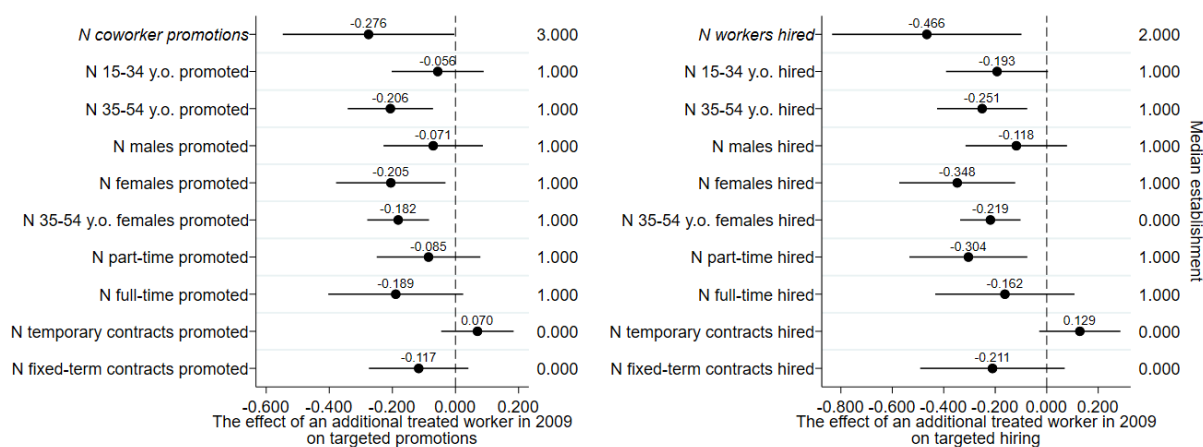 N coworker promotions -0.276 3.000
N 15-34 y.o. promoted -0.056 1.000
N 35-54 y.o. promoted -0.206 1.000
N males promoted -0.071 1.000
N females promoted -0.205 1.000
N 35-54 y.o. females promoted -0.182 1.000
N part-time promoted -0.085 1.000
N full-time promoted -0.189 1.000
N temporary contracts promoted 0.070 0.000
N fixed-term contracts promoted -0.117 0.000
-0.600 -0.400 -0.200 0.000 0.200
The effect of an additional treated worker in 2009
on targeted promotions
N workers hired -0.466 2.000
N 15-34 y.o. hired -0.193 1.000
N 35-54 y.o. hired -0.251 1.000
N males hired -0.118 1.000
N females hired -0.348 1.000
N 35-54 y.o. females hired -0.219 0.000
N part-time hired -0.304 1.000
N full-time hired -0.162 1.000
N temporary contracts hired 0.129 0.000
N fixed-term contracts hired -0.211 0.000
-0.800 -0.600 -0.400 -0.200 0.000 0.200
The effect of an additional treated worker in 2009
on targeted hiring
Median establishment